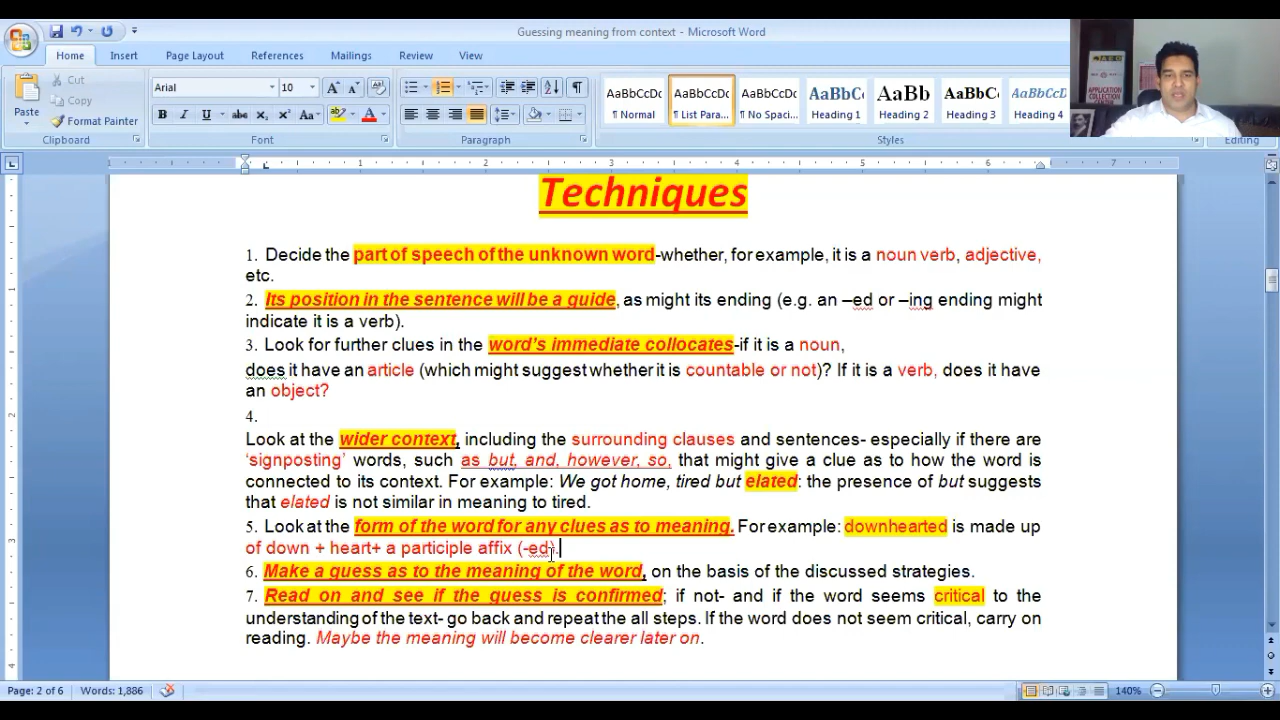 Guessing meaning from context - Microsoft Word
Home Insert Page Layout References Mailings Review View
Paste
Cut
Copy
Format Painter
Clipboard
Arial 10
Font
Paragraph
AaBbCcDc AaBbCcDc AaBbCcDc AaBbC AaBb AaBbCc AaBbCcD
¶ Normal ¶ List Para... ¶ No Spaci... Heading 1 Heading 2 Heading 3 Heading 4
Styles
Editing
APPLICATION
Techniques
1. Decide the part of speech of the unknown word-whether, for example, it is a noun verb, adjective,
etc.
2. Its position in the sentence will be a guide, as might its ending (e.g. an –ed or –ing ending might
indicate it is a verb).
3. Look for further clues in the word's immediate collocates-if it is a noun,
does it have an article (which might suggest whether it is countable or not)? If it is a verb, does it have
an object?
4.
Look at the wider context, including the surrounding clauses and sentences- especially if there are
'signposting' words, such as but, and, however, so, that might give a clue as to how the word is
connected to its context. For example: We got home, tired but elated: the presence of but suggests
that elated is not similar in meaning to tired.
5. Look at the form of the word for any clues as to meaning. For example: downhearted is made up
of down + heart+ a participle affix (-ed).
6. Make a guess as to the meaning of the word, on the basis of the discussed strategies.
7. Read on and see if the guess is confirmed; if not- and if the word seems critical to the
understanding of the text- go back and repeat the all steps. If the word does not seem critical, carry on
reading. Maybe the meaning will become clearer later on.
Page: 2 of 6 Words: 1,886 140%